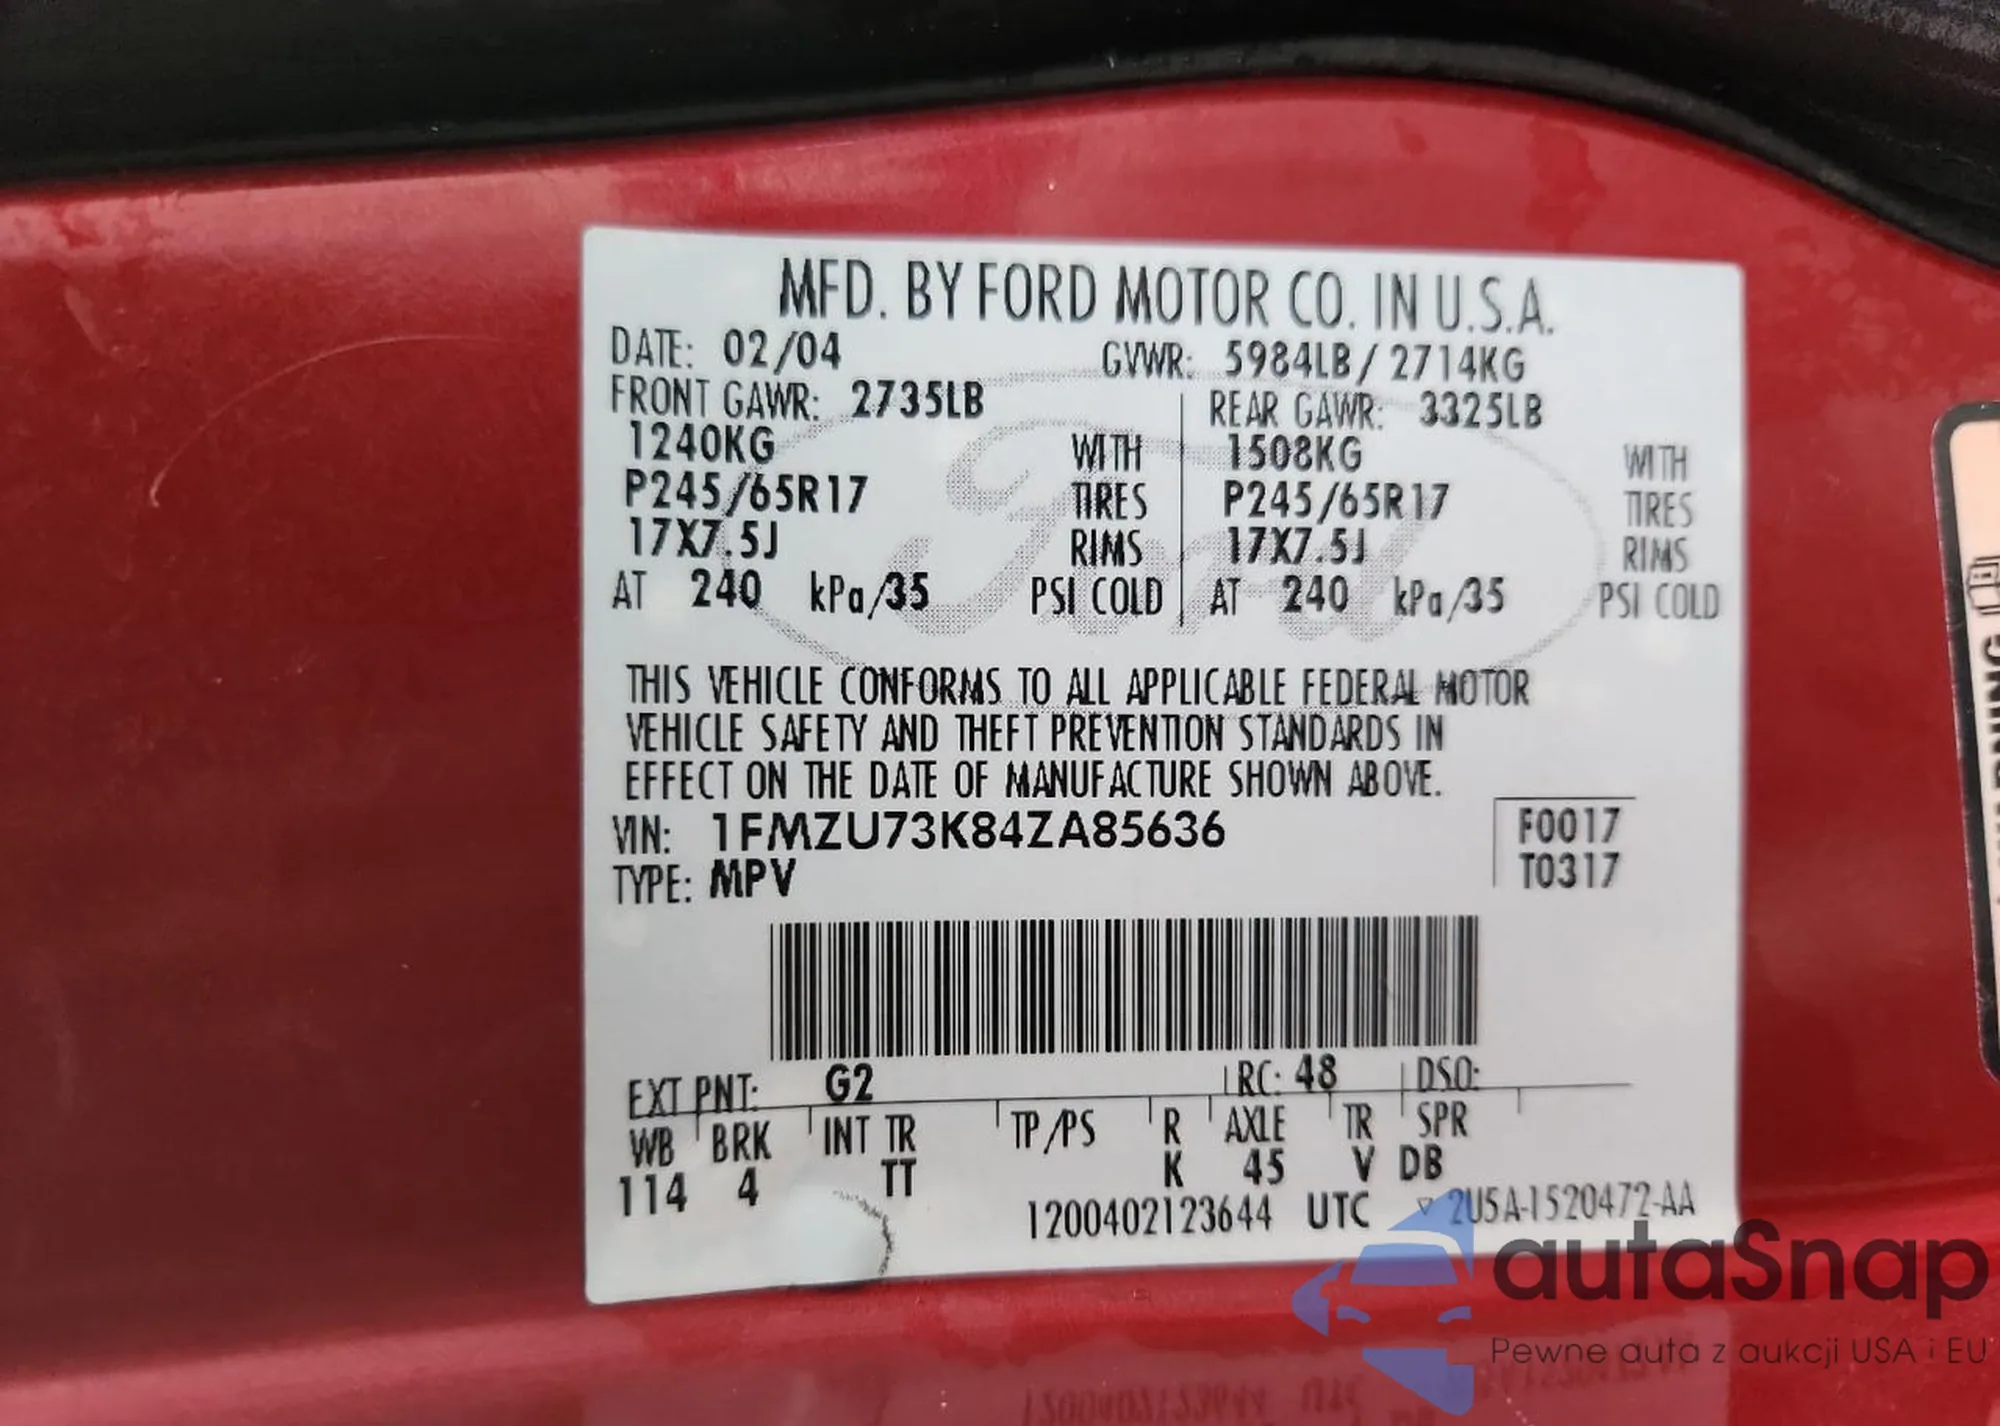 MFD. BY FORD MOTOR CO. IN U.S.A.
DATE: 02/04 GVWR: 5984LB / 2714KG
FRONT GAWR: 2735LB REAR GAWR: 3325LB
1240KG WITH 1508KG WITH
P245/65R17 TIRES P245/65R17 TIRES
17X7.5J RIMS 17X7.5J RIMS
AT 240 kPa/35 PSI COLD AT 240 kPa/35 PSI COLD
Ford
THIS VEHICLE CONFORMS TO ALL APPLICABLE FEDERAL MOTOR
VEHICLE SAFETY AND THEFT PREVENTION STANDARDS IN
EFFECT ON THE DATE OF MANUFACTURE SHOWN ABOVE.
VIN: 1FMZU73K84ZA85636 F0017
TYPE: MPV T0317
EXT PNT: G2 RC: 48 DSO:
WB BRK INT TR TP/PS R AXLE TR SPR
114 4 TT K 45 V DB
1200402123644 UTC ▽ 2U5A-1520472-AA
WARNING
autaSnap
Pewne auta z aukcji USA i EU